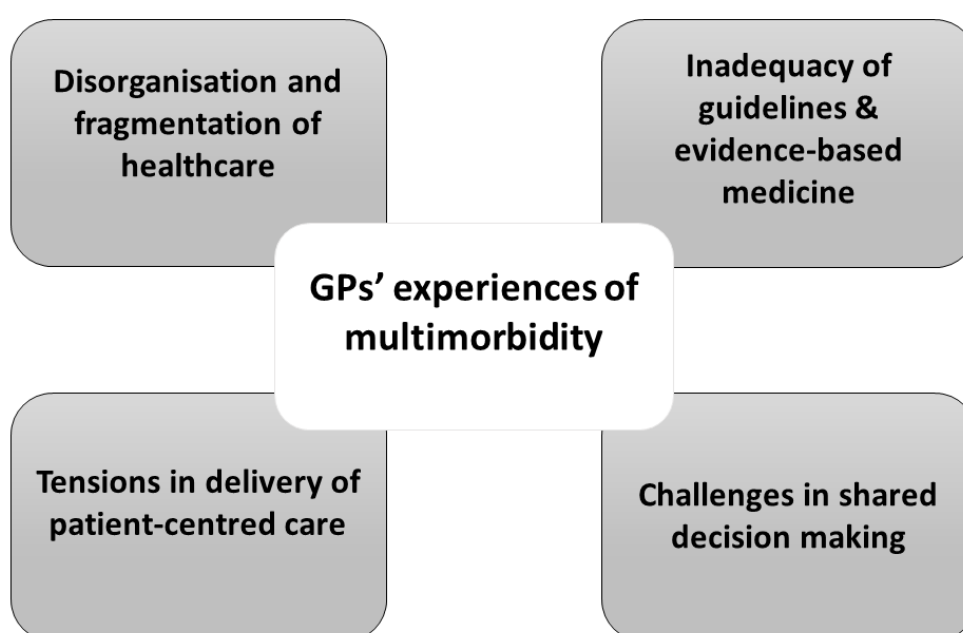 Disorganisation and
fragmentation of
healthcare
Inadequacy of
guidelines &
evidence-based
medicine
GPs’ experiences of
multimorbidity
Tensions in delivery of
patient-centred care
Challenges in shared
decision making